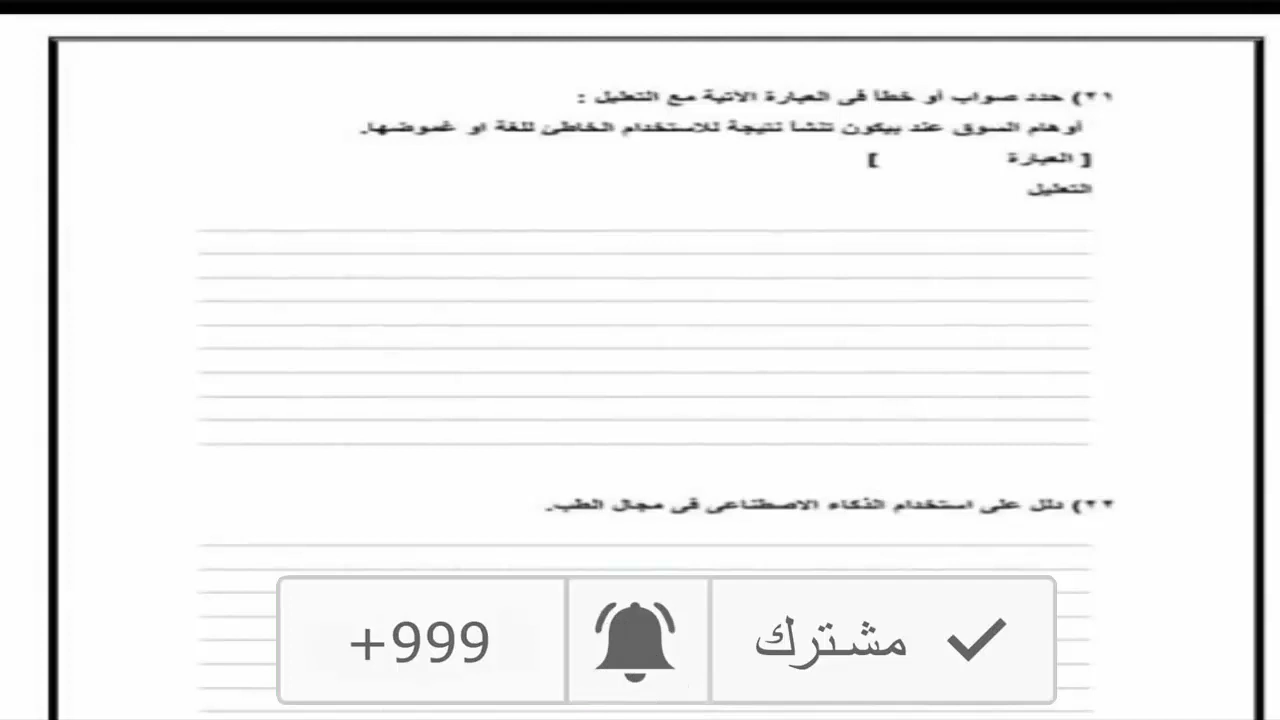 ٢١) حدد صواب أو خطأ فى العبارة الآتية مع التعليل :
أوهام السوق عند بيكون تنشأ نتيجة للاستخدام الخاطئ للغة او غموضها.
[ العبارة ]
التعليل
٢٢) دلل على استخدام الذكاء الاصطناعى فى مجال الطب.
+999
مشترك